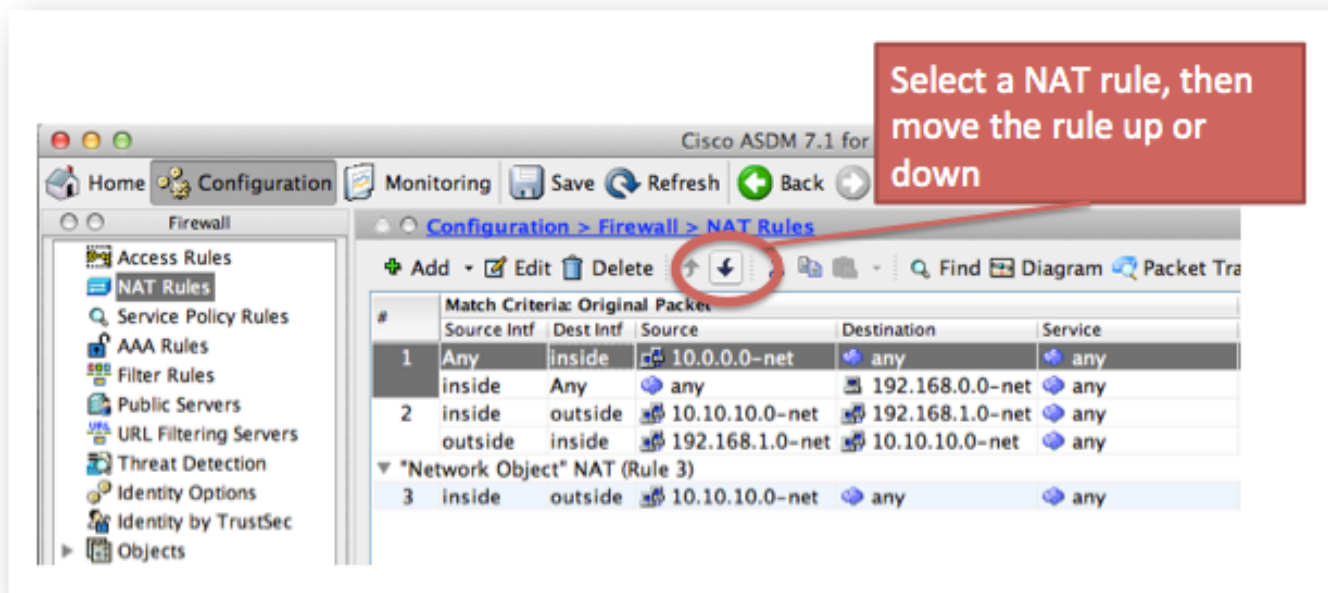 Select a NAT rule, then
move the rule up or
down
Cisco ASDM 7.1 for
Home Configuration Monitoring Save Refresh Back
Firewall
Configuration > Firewall > NAT Rules
Access Rules
NAT Rules
Service Policy Rules
AAA Rules
Filter Rules
Public Servers
URL Filtering Servers
Threat Detection
Identity Options
Identity by TrustSec
Objects
Add Edit Delete Find Diagram Packet Tra
# Match Criteria: Original Packet
Source Intf Dest Intf Source Destination Service
1 Any inside 10.0.0.0-net any any
inside Any any 192.168.0.0-net any
2 inside outside 10.10.10.0-net 192.168.1.0-net any
outside inside 192.168.1.0-net 10.10.10.0-net any
"Network Object" NAT (Rule 3)
3 inside outside 10.10.10.0-net any any